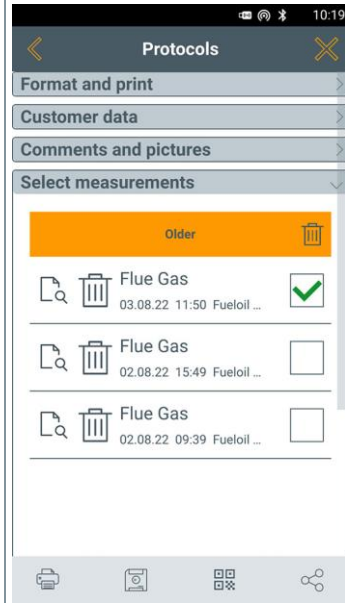 10:19
Protocols
Format and print
Customer data
Comments and pictures
Select measurements
Older
Flue Gas
03.08.22 11:50 Fueloil ...
Flue Gas
02.08.22 15:49 Fueloil ...
Flue Gas
02.08.22 09:39 Fueloil ...